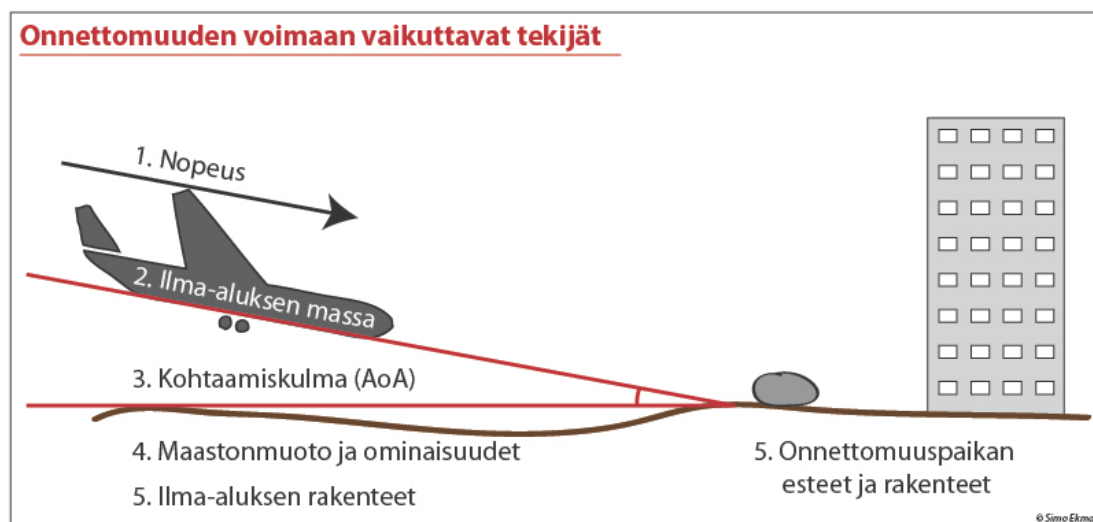 Onnettomuuden voimaan vaikuttavat tekijät
1. Nopeus
2. Ilma-aluksen massa
3. Kohtaamiskulma (AoA)
4. Maastonmuoto ja ominaisuudet
5. Ilma-aluksen rakenteet
5. Onnettomuuspaikan
esteet ja rakenteet
© Simo Ekman